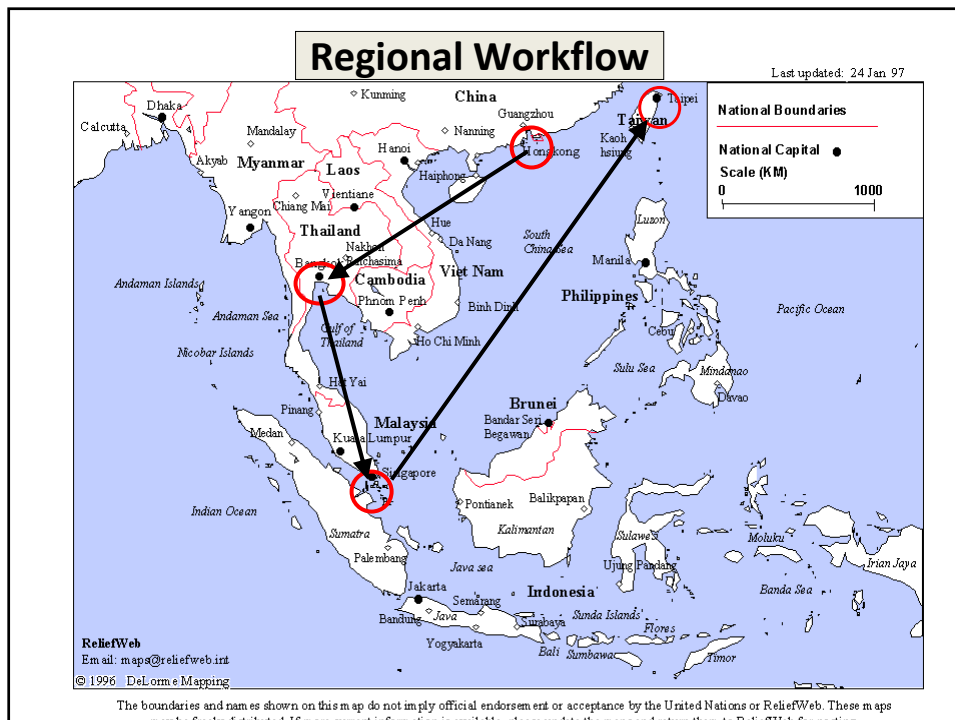 Regional Workflow
Last updated: 24 Jan 97
National Boundaries
National Capital
Scale (KM)
0 1000
Kunming
China
Taipei
Dhaka
Guangzhou
Taiwan
Calcutta
Mandalay
Nanning
Kaoh
hsiung
Hanoi
Hongkong
Akyab
Myanmar
Laos
Haiphong
Vientiane
Chiang Mai
Yangon
Luzon
Thailand
Hue
South
China Sea
Nakhon
Ratchasima
Da Nang
Bangkok
Viet Nam
Manila
Andaman Islands
Cambodia
Philippines
Phnom Penh
Binh Dinh
Pacific Ocean
Andaman Sea
Gulf of
Thailand
Cebu
Ho Chi Minh
Nicobar Islands
Sulu Sea
Mindanao
Hat Yai
Davao
Brunei
Pinang
Malaysia
Bandar Seri
Begawan
Medan
Kuala Lumpur
Singapore
Pontianek
Balikpapan
Indian Ocean
Kalimantan
Sumatra
Sulawesi
Moluku
Palembang
Irian Jaya
Java sea
Ujung Pandang
Jakarta
Indonesia
Banda Sea
Semarang
Bandung
Java
Sunda Islands
Surabaya
Flores
ReliefWeb
Yogyakarta
Bali
Sumbawa
Timor
Email: maps@reliefweb.int
© 1996 DeLorme Mapping
The boundaries and names shown on this map do not imply official endorsement or acceptance by the United Nations or ReliefWeb. These maps